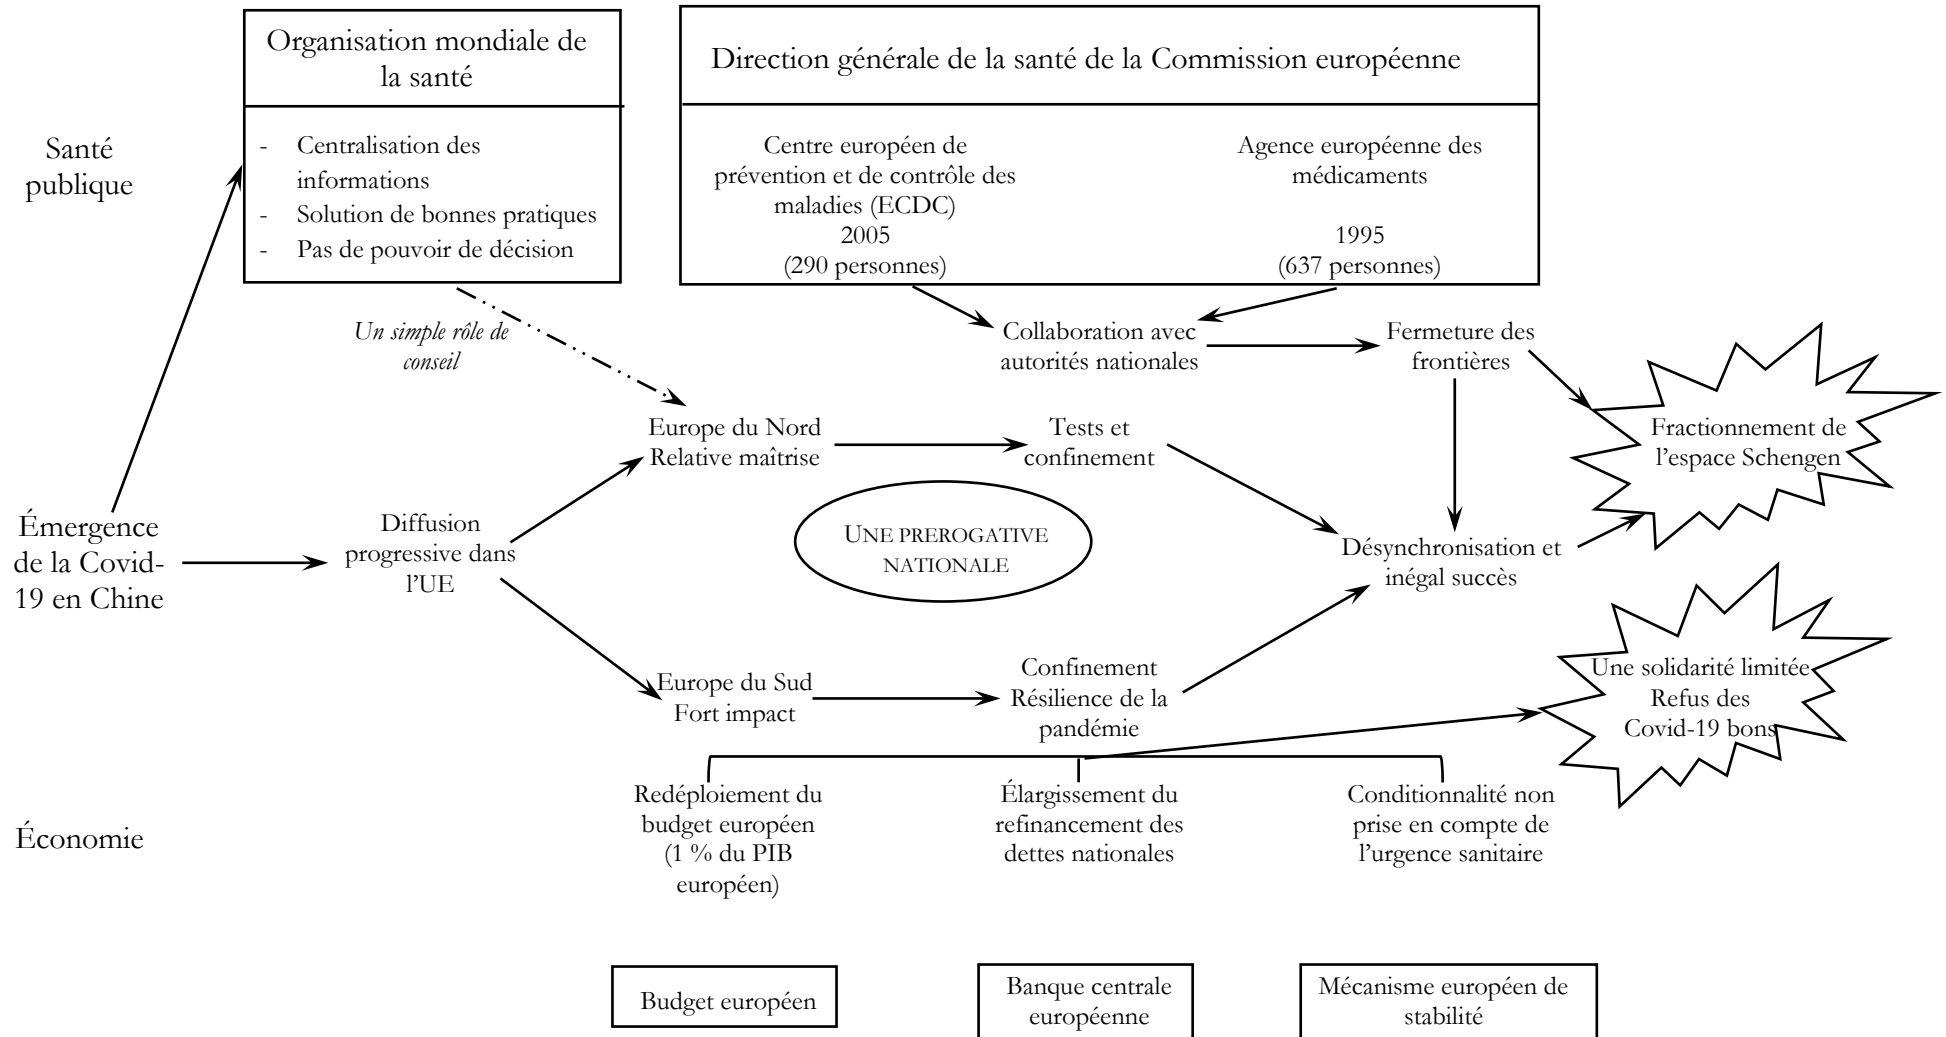 Organisation mondiale de
la santé
Direction générale de la santé de la Commission européenne
Santé
publique
- Centralisation des
informations
- Solution de bonnes pratiques
- Pas de pouvoir de décision
Centre européen de
prévention et de contrôle des
maladies (ECDC)
2005
(290 personnes)
Agence européenne des
médicaments
1995
(637 personnes)
Un simple rôle de
conseil
Collaboration avec
autorités nationales
Fermeture des
frontières
Europe du Nord
Relative maîtrise
Tests et
confinement
Fractionnement de
l'espace Schengen
Émergence
de la Covid-
19 en Chine
Diffusion
progressive dans
l'UE
UNE PREROGATIVE
NATIONALE
Désynchronisation et
inégal succès
Europe du Sud
Fort impact
Confinement
Résilience de la
pandémie
Une solidarité limitée
Refus des
Covid-19 bons
Économie
Redéploiement du
budget européen
(1 % du PIB
européen)
Élargissement du
refinancement des
dettes nationales
Conditionnalité non
prise en compte de
l'urgence sanitaire
Budget européen
Banque centrale
européenne
Mécanisme européen de
stabilité